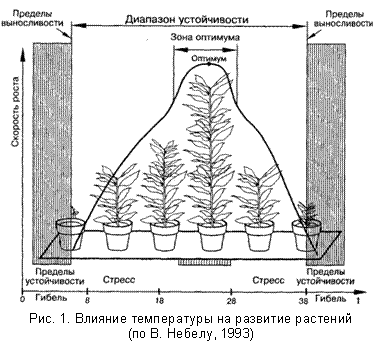 Пределы выносливости
Диапазон устойчивости
Пределы выносливости
Зона оптимума
Оптимум
Скорость роста
Пределы устойчивости
Стресс
Стресс
Пределы устойчивости
0 Гибель 8 18 28 38 Гибель t
Рис. 1. Влияние температуры на развитие растений
(по В. Небелу, 1993)